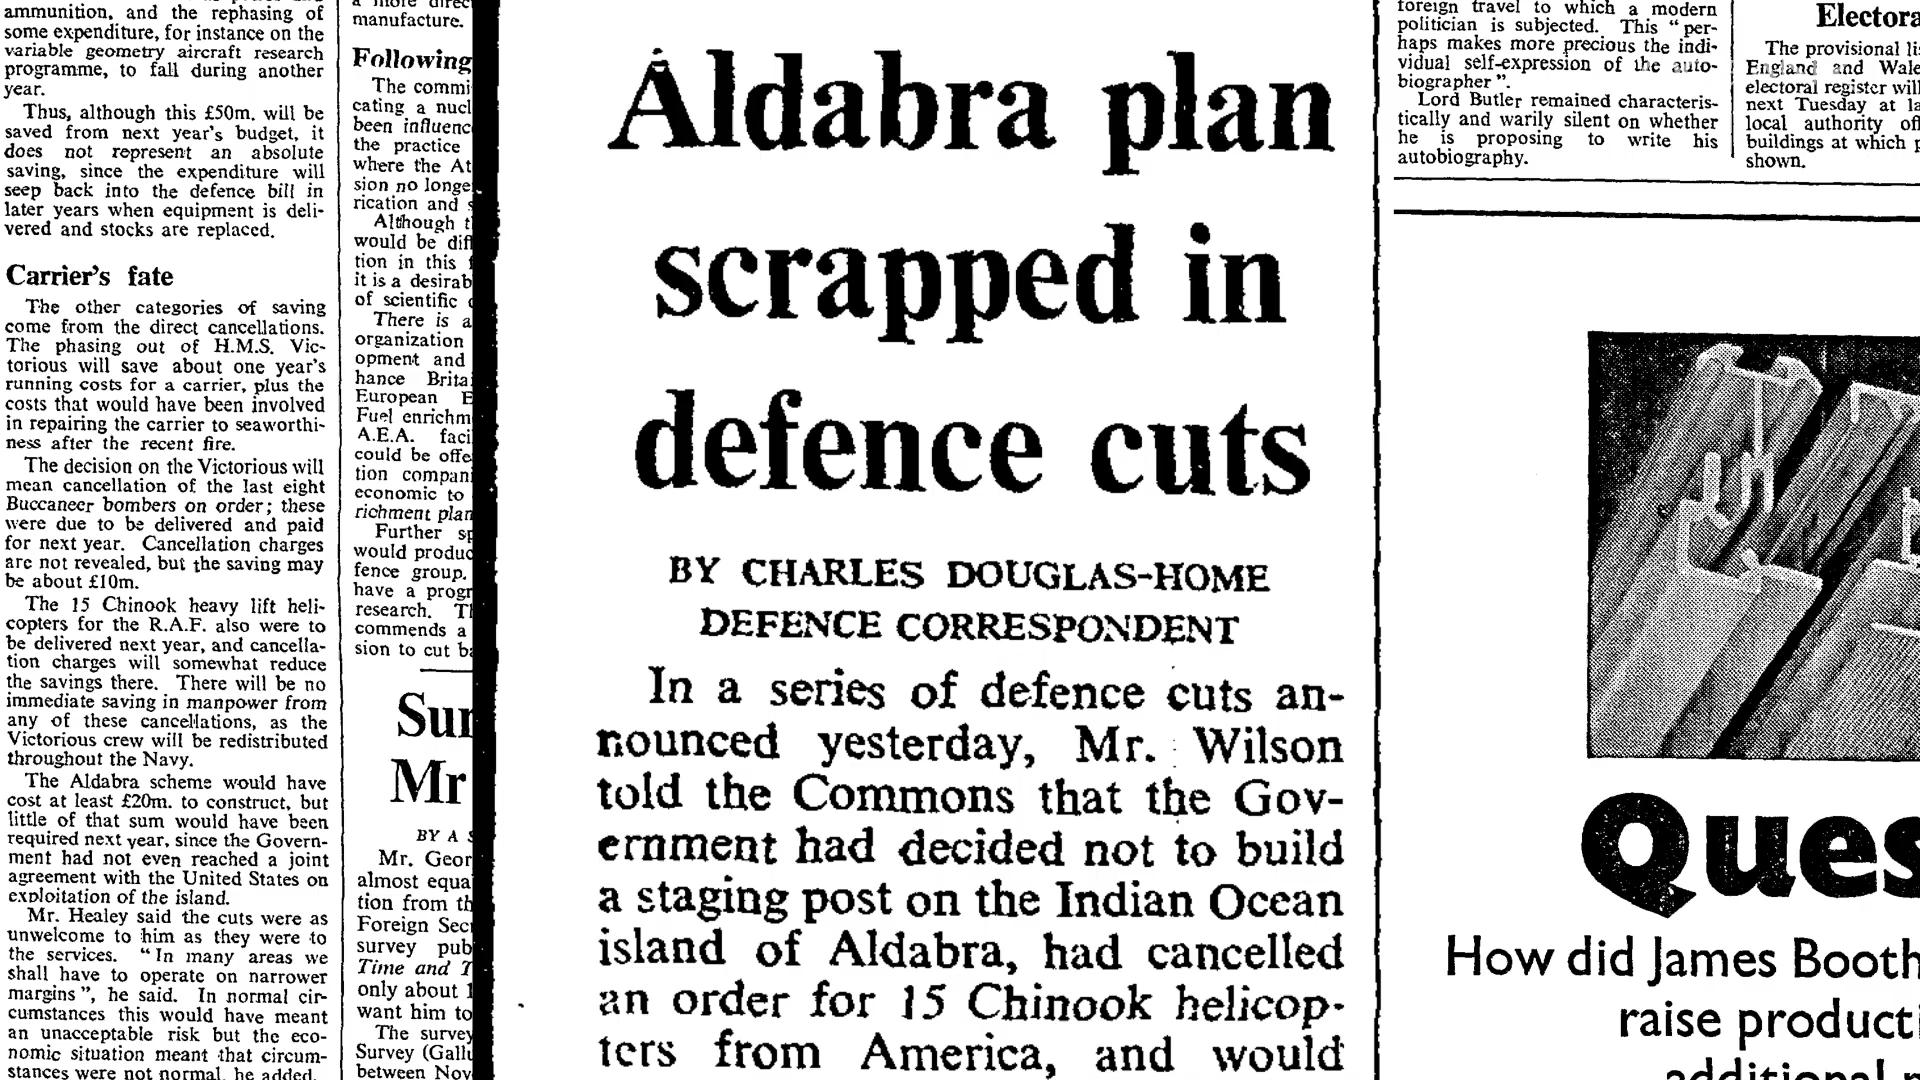 ammunition, and the rephasing of
some expenditure, for instance on the
variable geometry aircraft research
programme, to fall during another
year.
Thus, although this £50m. will be
saved from next year's budget, it
does not represent an absolute
saving, since the expenditure will
seep back into the defence bill in
later years when equipment is deli-
vered and stocks are replaced.
Carrier's fate
The other categories of saving
come from the direct cancellations.
The phasing out of H.M.S. Vic-
torious will save about one year's
running costs for a carrier, plus the
costs that would have been involved
in repairing the carrier to seaworthi-
ness after the recent fire.
The decision on the Victorious will
mean cancellation of the last eight
Buccaneer bombers on order; these
were due to be delivered and paid
for next year. Cancellation charges
are not revealed, but the saving may
be about £10m.
The 15 Chinook heavy lift heli-
copters for the R.A.F. also were to
be delivered next year, and cancella-
tion charges will somewhat reduce
the savings there. There will be no
immediate saving in manpower from
any of these cancellations, as the
Victorious crew will be redistributed
throughout the Navy.
The Aldabra scheme would have
cost at least £20m. to construct, but
little of that sum would have been
required next year, since the Govern-
ment had not even reached a joint
agreement with the United States on
exploitation of the island.
Mr. Healey said the cuts were as
unwelcome to him as they were to
the services. "In many areas we
shall have to operate on narrower
margins", he said. In normal cir-
cumstances this would have meant
an unacceptable risk but the eco-
nomic situation meant that circum-
stances were not normal, he added.
manufacture.
Following
The commi
cating a nucl
been influenc
the practice
where the At
sion no longe
rication and
Although t
would be diff
tion in this
it is a desirab
of scientific
There is a
organization
opment and
hance Brita
European E
Fuel enrichm
A.E.A. faci
could be offe
tion compani
economic to
richment plan
Further sp
would produc
fence group.
have a progr
research. Th
commends a
sion to cut ba
Sur
Mr
BY A S
Mr. Geor
almost equa
tion from th
Foreign Sec
survey pub
Time and T
only about 1
want him to
The survey
Survey (Gallu
between Nov
Aldabra plan
scrapped in
defence cuts
BY CHARLES DOUGLAS-HOME
DEFENCE CORRESPONDENT
In a series of defence cuts an-
nounced yesterday, Mr. Wilson
told the Commons that the Gov-
ernment had decided not to build
a staging post on the Indian Ocean
island of Aldabra, had cancelled
an order for 15 Chinook helicop-
ters from America, and would
foreign travel to which a modern
politician is subjected. This "per-
haps makes more precious the indi-
vidual self-expression of the auto-
biographer".
Lord Butler remained characteris-
tically and warily silent on whether
he is proposing to write his
autobiography.
Electora
The provisional lis
England and Wale
electoral register will
next Tuesday at la
local authority off
buildings at which p
shown.
Ques
How did James Booth
raise producti
additional